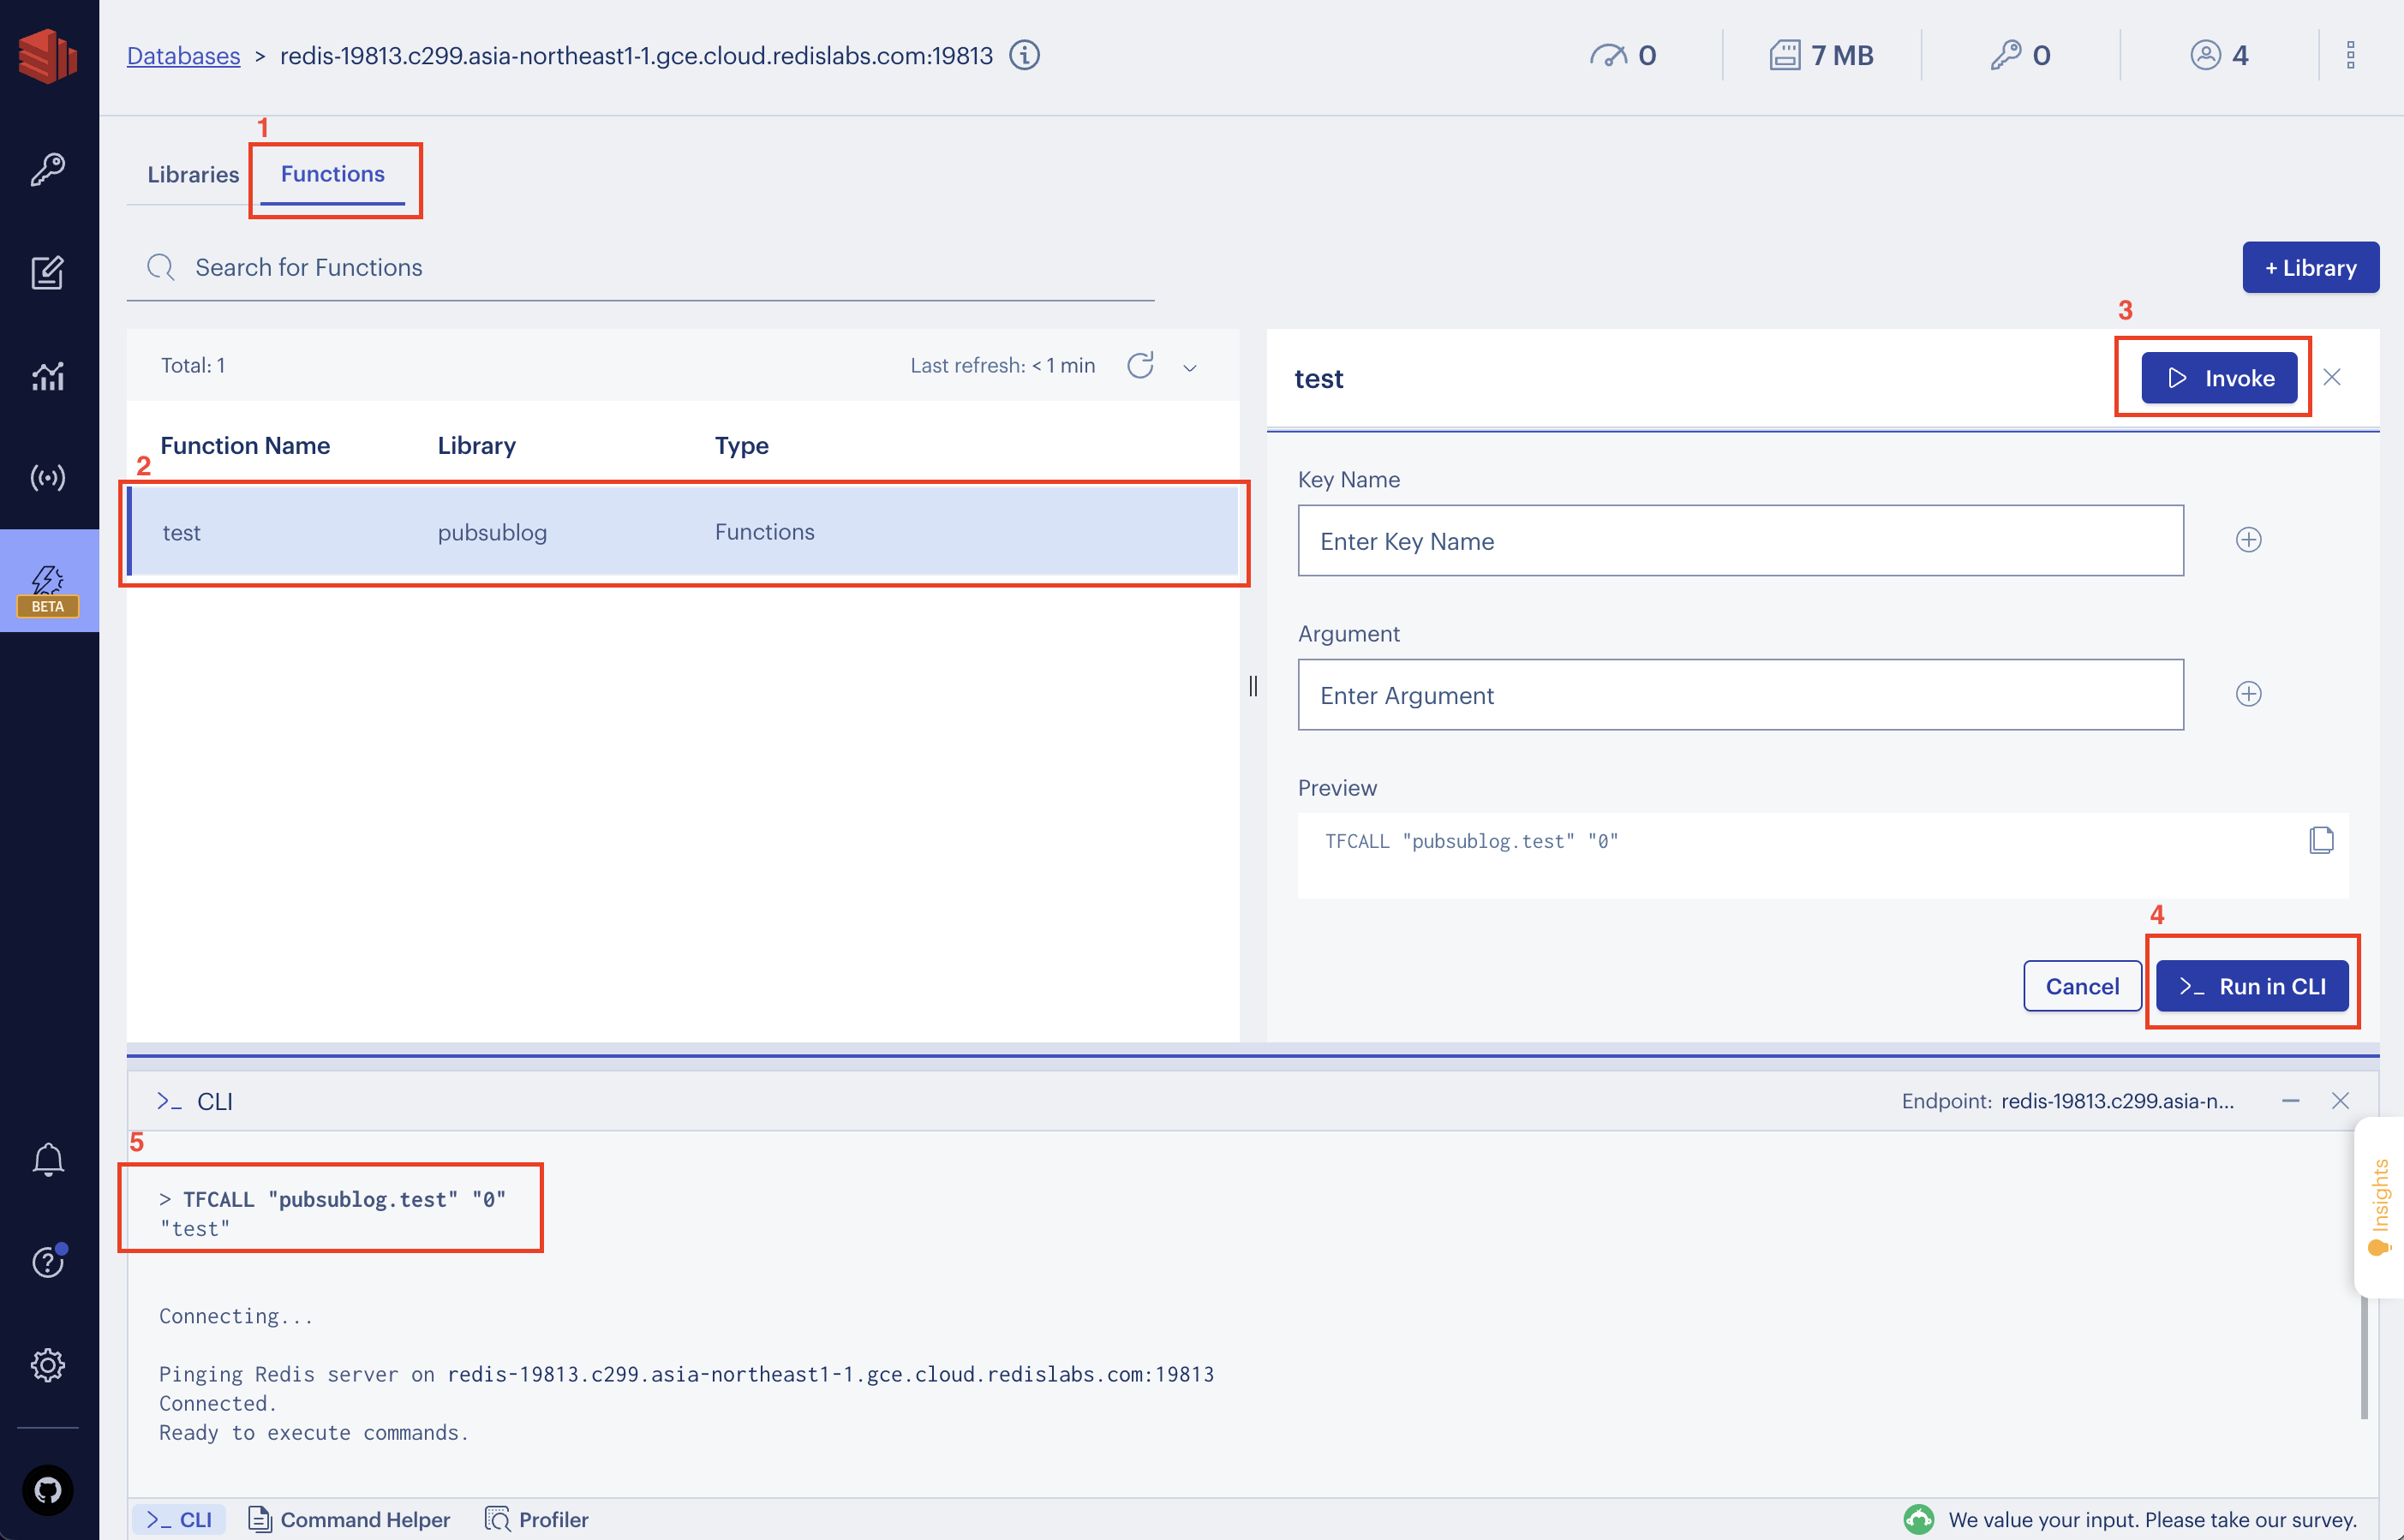 Databases > redis-19813.c299.asia-northeast1-1.gce.cloud.redislabs.com:19813
0
7 MB
0
4
1
Libraries
Functions
Search for Functions
+ Library
3
Total: 1
Last refresh: < 1 min
test
Invoke
Function Name
Library
Type
2
test
pubsublog
Functions
BETA
Key Name
Enter Key Name
Argument
Enter Argument
Preview
TFCALL "pubsublog.test" "0"
4
Cancel
>_ Run in CLI
>_ CLI
Endpoint: redis-19813.c299.asia-n...
5
> TFCALL "pubsublog.test" "0"
"test"
Insights
Connecting...
Pinging Redis server on redis-19813.c299.asia-northeast1-1.gce.cloud.redislabs.com:19813
Connected.
Ready to execute commands.
>_ CLI
Command Helper
Profiler
We value your input. Please take our survey.